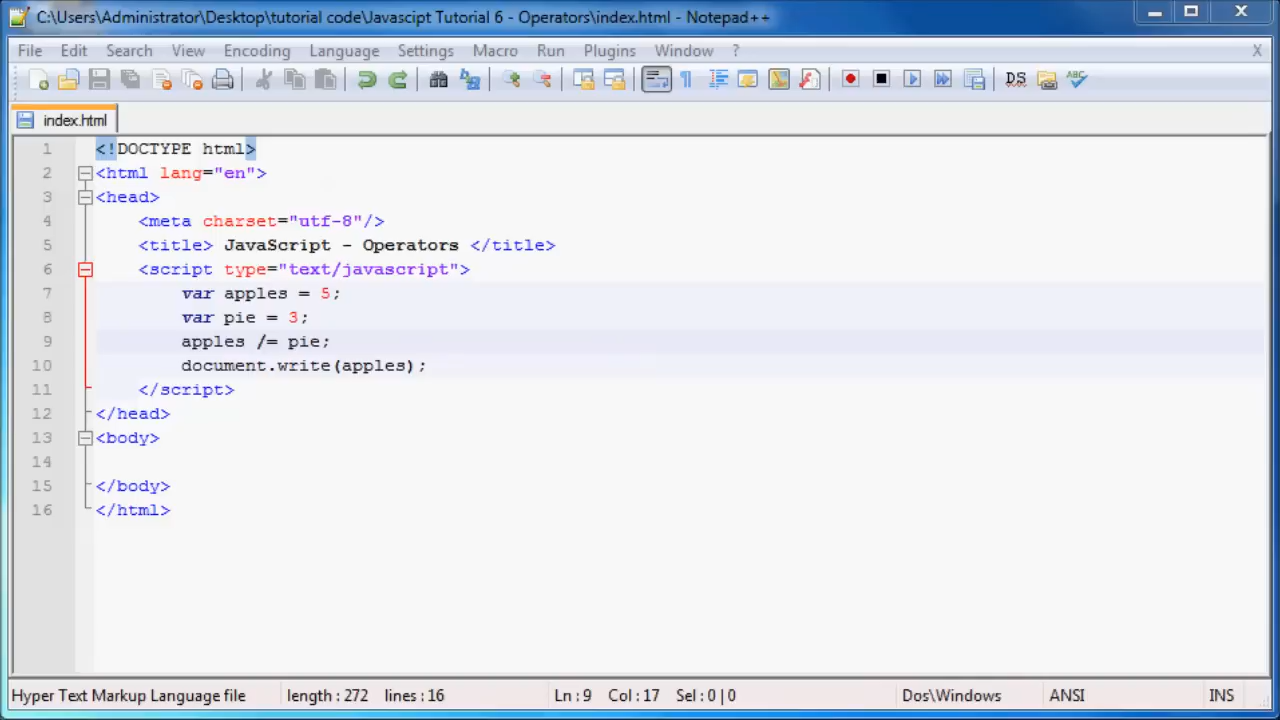 C:\Users\Administrator\Desktop\tutorial code\Javascipt Tutorial 6 - Operators\index.html - Notepad++
File Edit Search View Encoding Language Settings Macro Run Plugins Window ? X
DS ABC
index.html
1 <!DOCTYPE html>
2 <html lang="en">
3 <head>
4 <meta charset="utf-8"/>
5 <title> JavaScript - Operators </title>
6 <script type="text/javascript">
7 var apples = 5;
8 var pie = 3;
9 apples /= pie;
10 document.write(apples);
11 </script>
12 </head>
13 <body>
14
15 </body>
16 </html>
Hyper Text Markup Language file length : 272 lines : 16 Ln : 9 Col : 17 Sel : 0 | 0 Dos\Windows ANSI INS